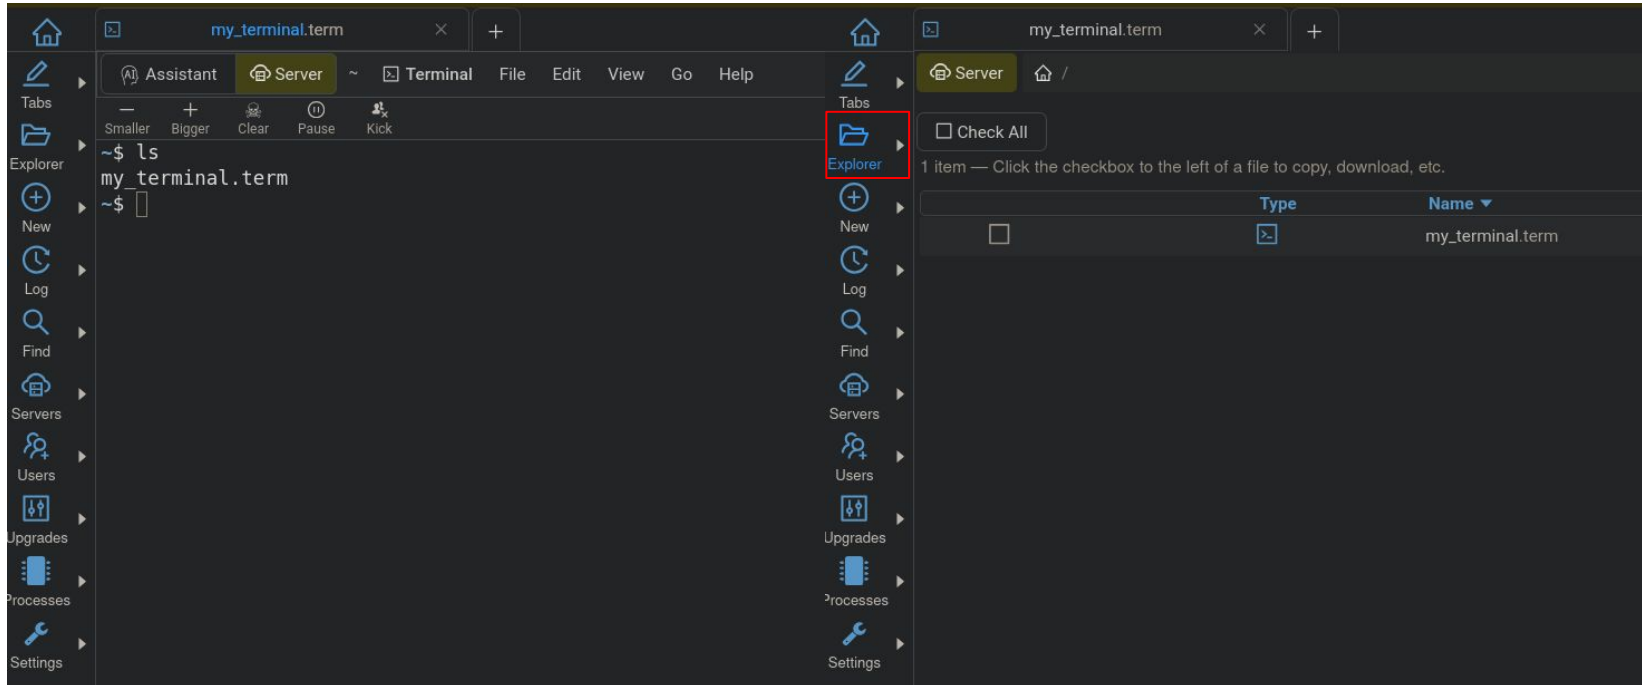 my_terminal.term
Assistant Server ~ Terminal File Edit View Go Help
Smaller Bigger Clear Pause Kick
~$ ls
my_terminal.term
~$
Tabs
Explorer
New
Log
Find
Servers
Users
Upgrades
Processes
Settings
my_terminal.term
Server /
Check All
1 item — Click the checkbox to the left of a file to copy, download, etc.
Type Name
my_terminal.term
Tabs
Explorer
New
Log
Find
Servers
Users
Upgrades
Processes
Settings